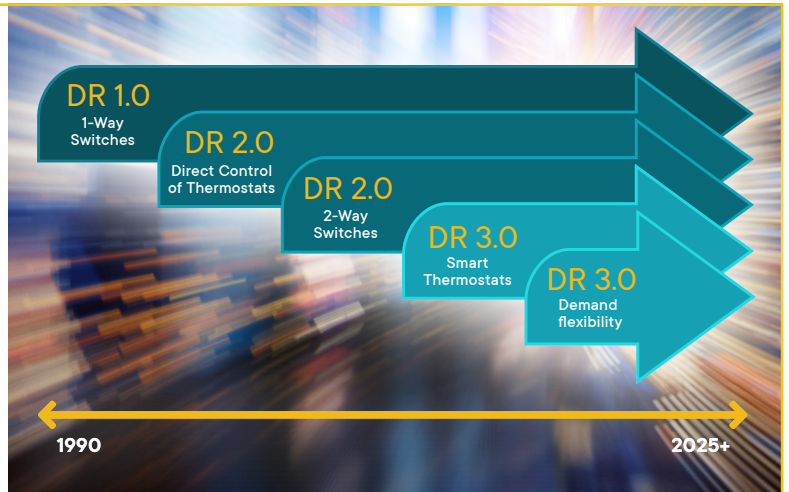 DR 1.0
1-Way
Switches
DR 2.0
Direct Control
of Thermostats
DR 2.0
2-Way
Switches
DR 3.0
Smart
Thermostats
DR 3.0
Demand
flexibility
1990
2025+